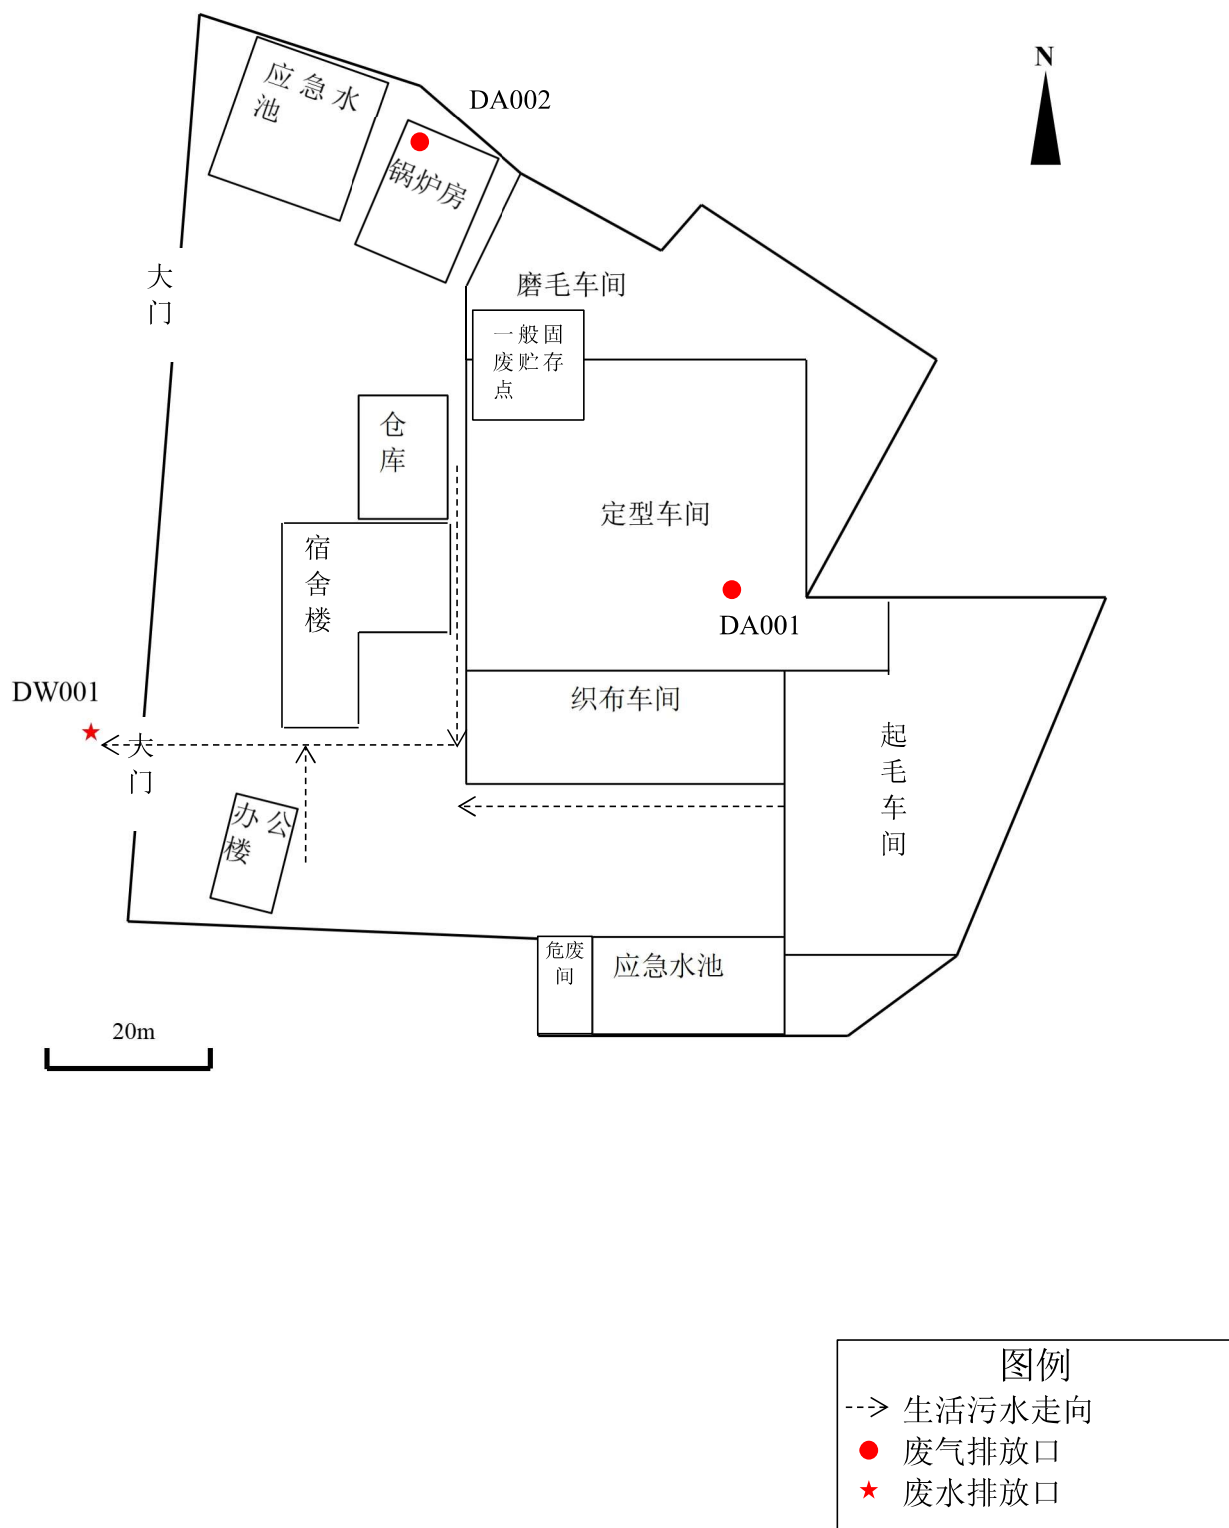 N
应急水
池
DA002
锅炉房
大
门
磨毛车间
一般固
废贮存
点
仓
库
定型车间
宿
舍
楼
DA001
DW001
织布车间
大
门
起
毛
车
间
办公
楼
危废
间
应急水池
20m
图例
生活污水走向
废气排放口
废水排放口